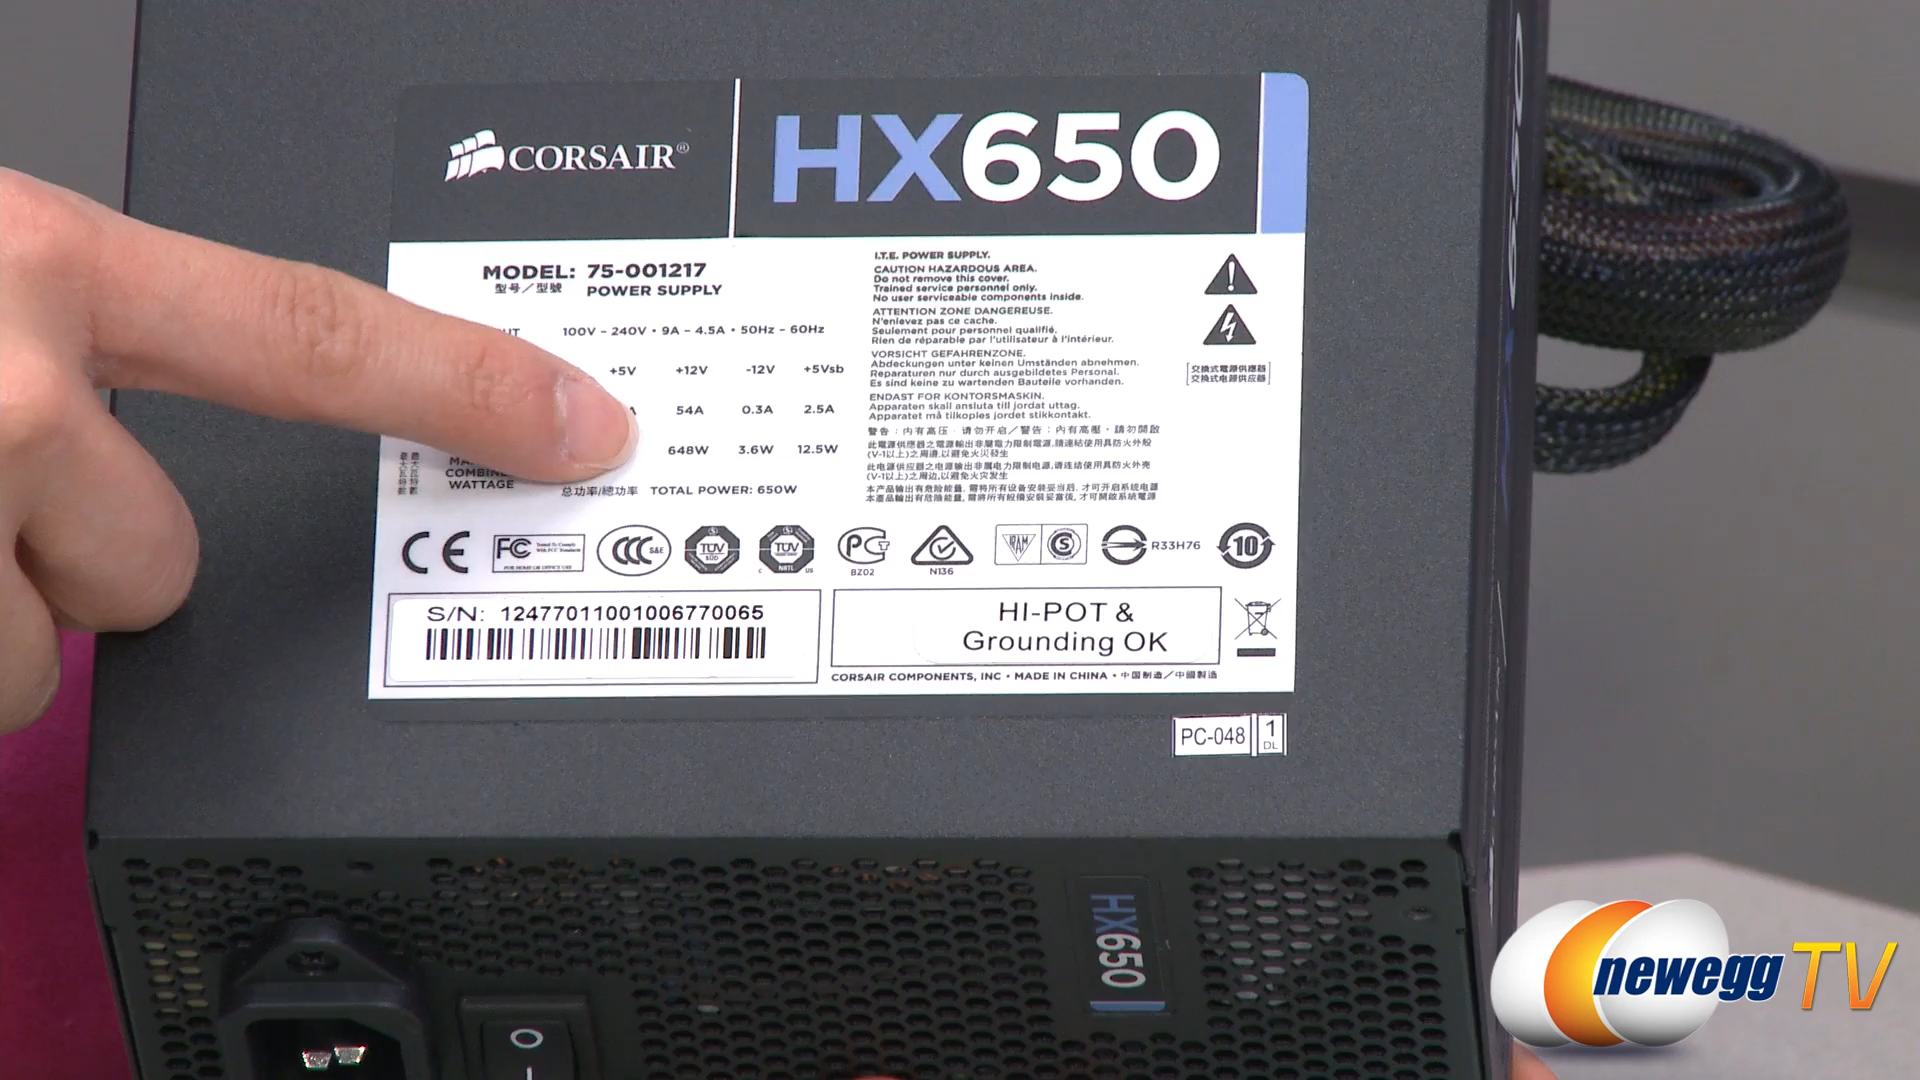 CORSAIR®
HX650
MODEL: 75-001217
型号/型號 POWER SUPPLY
100V – 240V • 9A – 4.5A • 50Hz – 60Hz
+5V +12V -12V +5Vsb
54A 0.3A 2.5A
648W 3.6W 12.5W
WATTAGE
总功率/總功率 TOTAL POWER: 650W
I.T.E. POWER SUPPLY.
CAUTION HAZARDOUS AREA.
Do not remove this cover.
Trained service personnel only.
No user serviceable components inside.
ATTENTION ZONE DANGEREUSE.
N'enlevez pas ce cache.
Seulement pour personnel qualifié.
Rien de réparable par l'utilisateur à l'intérieur.
VORSICHT GEFAHRENZONE.
Abdeckungen unter keinen Umständen abnehmen.
Reparaturen nur durch ausgebildetes Personal.
Es sind keine zu wartenden Bauteile vorhanden.
ENDAST FOR KONTORSMASKIN.
Apparaten skall ansluta till jordat uttag.
Apparatet må tilkoples jordet stikkontakt.
警告:内有高压·请勿开启/警告:内有高壓·請勿開啟
此電源供應器之電源輸出非屬電力限制電源,請連結使用具防火外殼
(V-1以上)之周邊,以避免火災發生
此电源供应器之电源输出非属电力限制电源,请连结使用具防火外壳
(V-1以上)之周边,以避免火灾发生
本产品输出有危险能量,需将所有设备安装妥当后,才可开启系统电源
本產品輸出有危險能量,需將所有設備安裝妥當後,才可開啟系統電源
[交換式電源供應器
交换式电源供应器]
CE
FC
Tested To Comply
With FCC Standards
FOR HOME OR OFFICE USE
CCC S&E
TÜV SÜD
TÜV NRTL
C US
PCT
BZ02
N136
IRAM
S
R33H76
10
S/N: 12477011001006770065
HI-POT &
Grounding OK
CORSAIR COMPONENTS, INC • MADE IN CHINA • 中国制造/中國製造
PC-048
1
DL
HX650
newegg TV